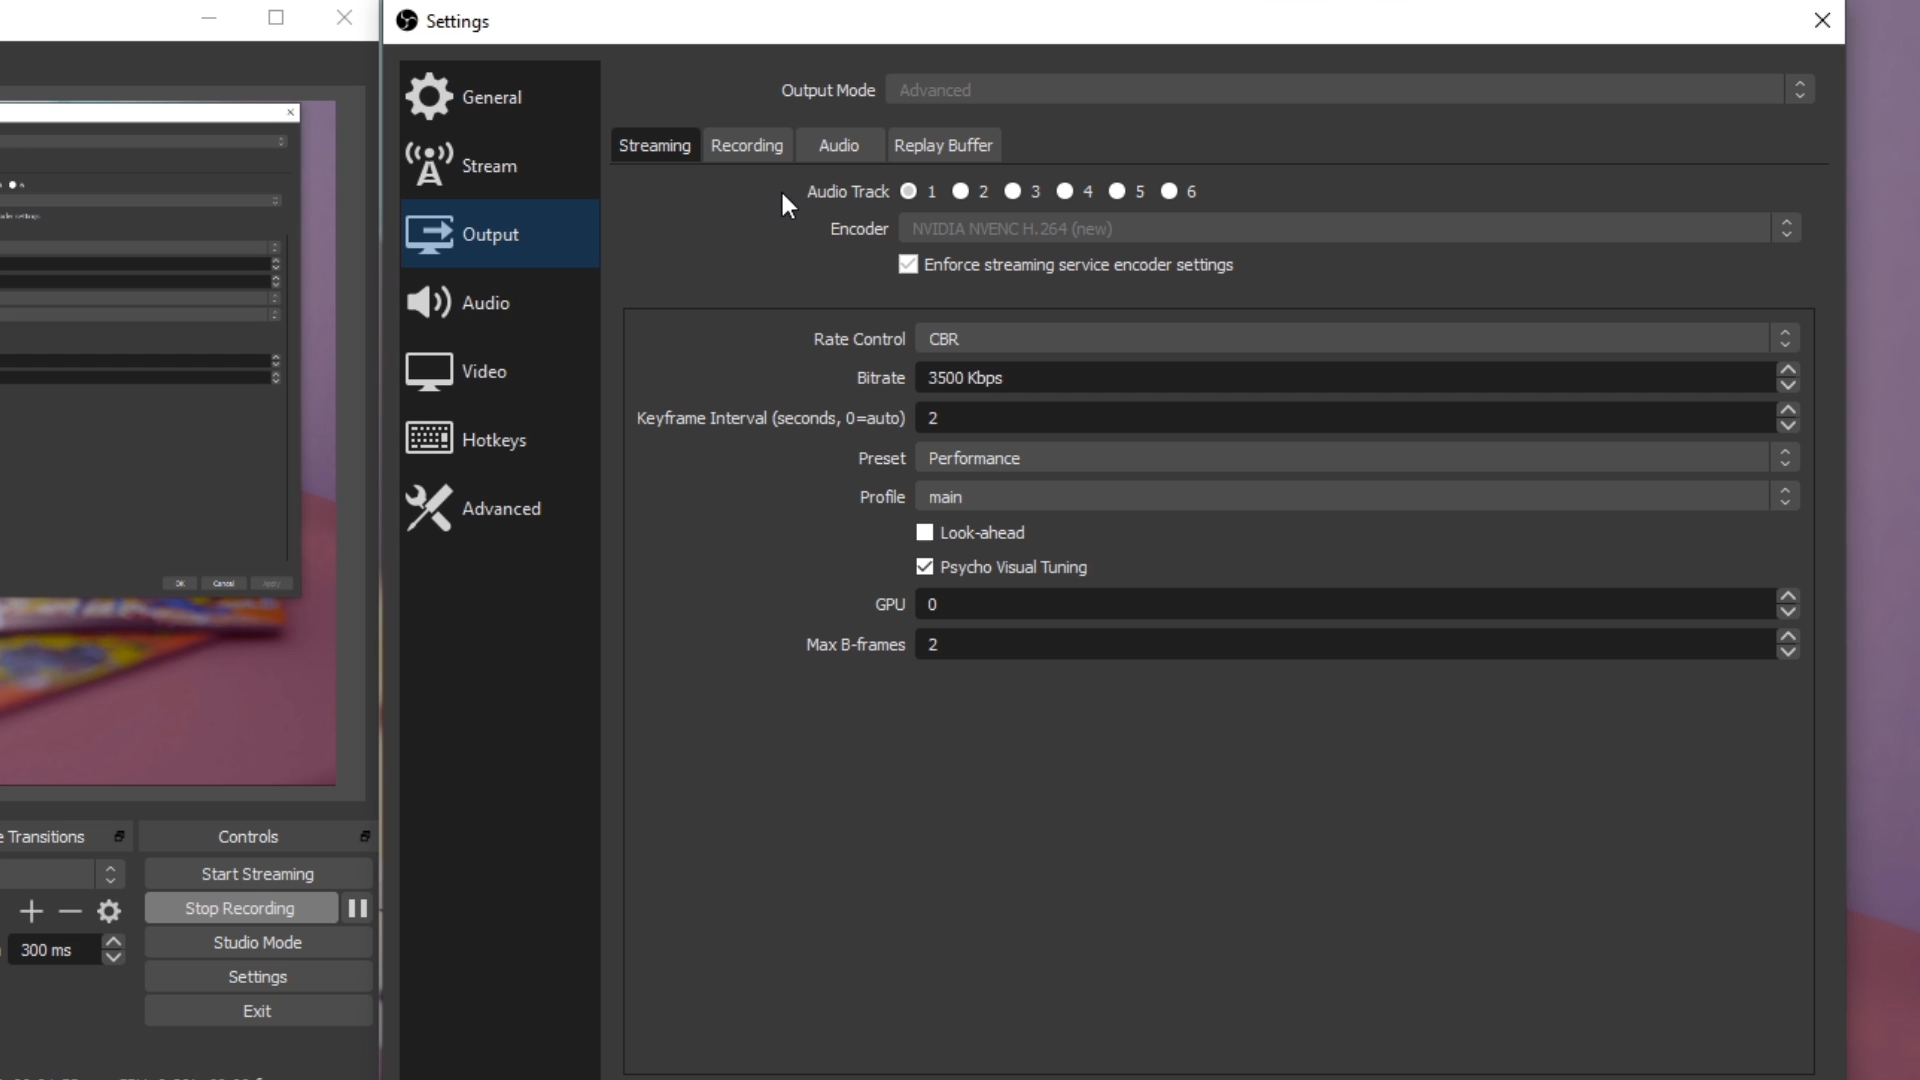 Settings
General
Stream
Output
Audio
Video
Hotkeys
Advanced
Output Mode Advanced
Streaming Recording Audio Replay Buffer
Audio Track 1 2 3 4 5 6
Encoder NVIDIA NVENC H.264 (new)
Enforce streaming service encoder settings
Rate Control CBR
Bitrate 3500 Kbps
Keyframe Interval (seconds, 0=auto) 2
Preset Performance
Profile main
Look-ahead
Psycho Visual Tuning
GPU 0
Max B-frames 2
OK Cancel Apply
Transitions
300 ms
Controls
Start Streaming
Stop Recording
Studio Mode
Settings
Exit